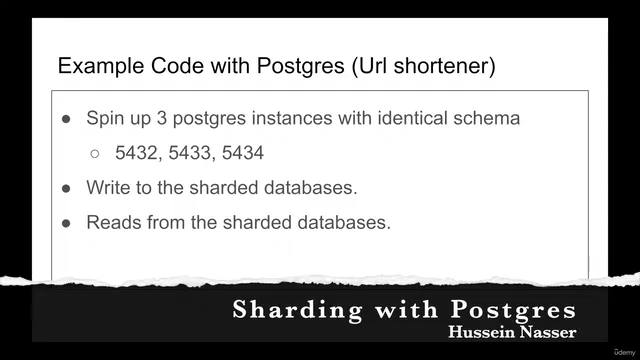 Example Code with Postgres (Url shortener)
● Spin up 3 postgres instances with identical schema
○ 5432, 5433, 5434
● Write to the sharded databases.
● Reads from the sharded databases.
Sharding with Postgres
Hussein Nasser
ûdemy